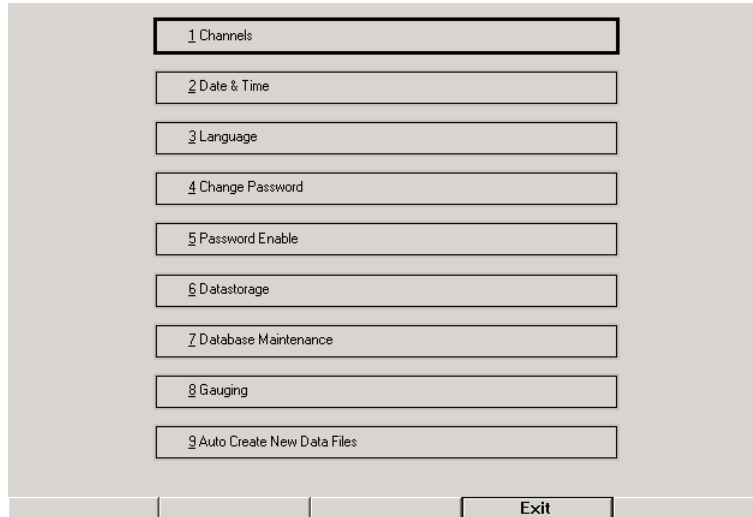 1 Channels
2 Date & Time
3 Language
4 Change Password
5 Password Enable
6 Datastorage
7 Database Maintenance
8 Gauging
9 Auto Create New Data Files
Exit